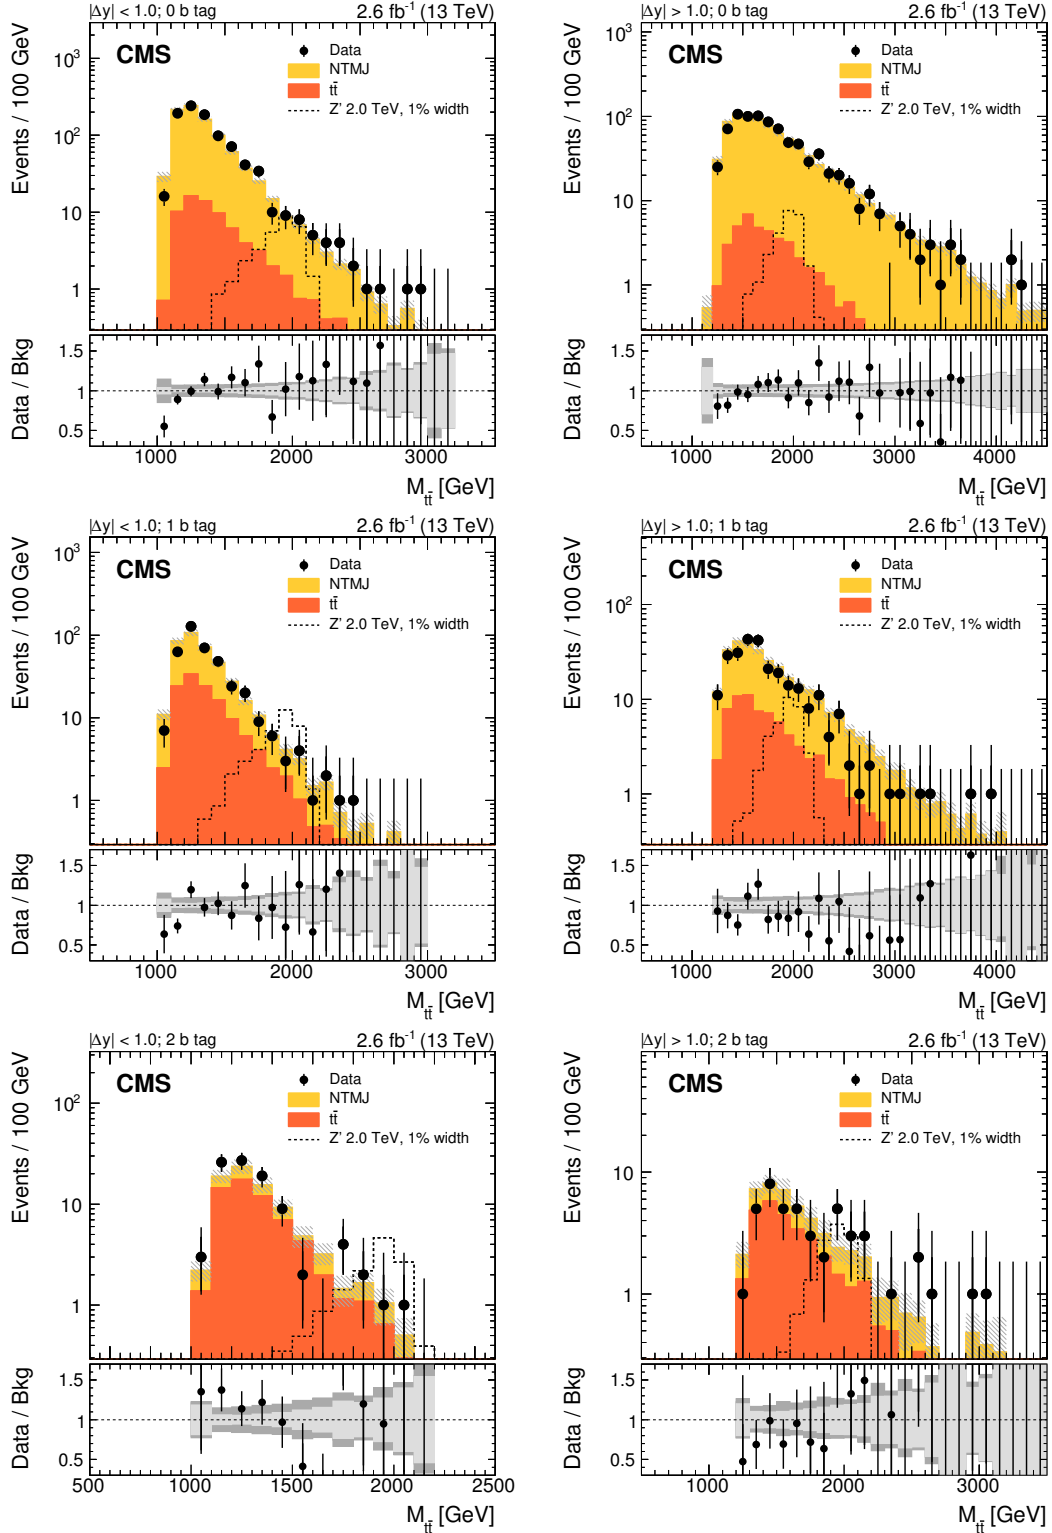 |Δy| < 1.0; 0 b tag 2.6 fb⁻¹ (13 TeV)
CMS
Data
NTMJ
tt̄
Z' 2.0 TeV, 1% width
Events / 100 GeV
10³
10²
10
1
Data / Bkg
1.5
1
0.5
1000 2000 3000
M_tt̄ [GeV]
|Δy| > 1.0; 0 b tag 2.6 fb⁻¹ (13 TeV)
CMS
Data
NTMJ
tt̄
Z' 2.0 TeV, 1% width
Events / 100 GeV
10³
10²
10
1
Data / Bkg
1.5
1
0.5
1000 2000 3000 4000
M_tt̄ [GeV]
|Δy| < 1.0; 1 b tag 2.6 fb⁻¹ (13 TeV)
CMS
Data
NTMJ
tt̄
Z' 2.0 TeV, 1% width
Events / 100 GeV
10³
10²
10
1
Data / Bkg
1.5
1
0.5
1000 2000 3000
M_tt̄ [GeV]
|Δy| > 1.0; 1 b tag 2.6 fb⁻¹ (13 TeV)
CMS
Data
NTMJ
tt̄
Z' 2.0 TeV, 1% width
Events / 100 GeV
10²
10
1
Data / Bkg
1.5
1
0.5
1000 2000 3000 4000
M_tt̄ [GeV]
|Δy| < 1.0; 2 b tag 2.6 fb⁻¹ (13 TeV)
CMS
Data
NTMJ
tt̄
Z' 2.0 TeV, 1% width
Events / 100 GeV
10²
10
1
Data / Bkg
1.5
1
0.5
500 1000 1500 2000 2500
M_tt̄ [GeV]
|Δy| > 1.0; 2 b tag 2.6 fb⁻¹ (13 TeV)
CMS
Data
NTMJ
tt̄
Z' 2.0 TeV, 1% width
Events / 100 GeV
10
1
Data / Bkg
1.5
1
0.5
1000 2000 3000
M_tt̄ [GeV]